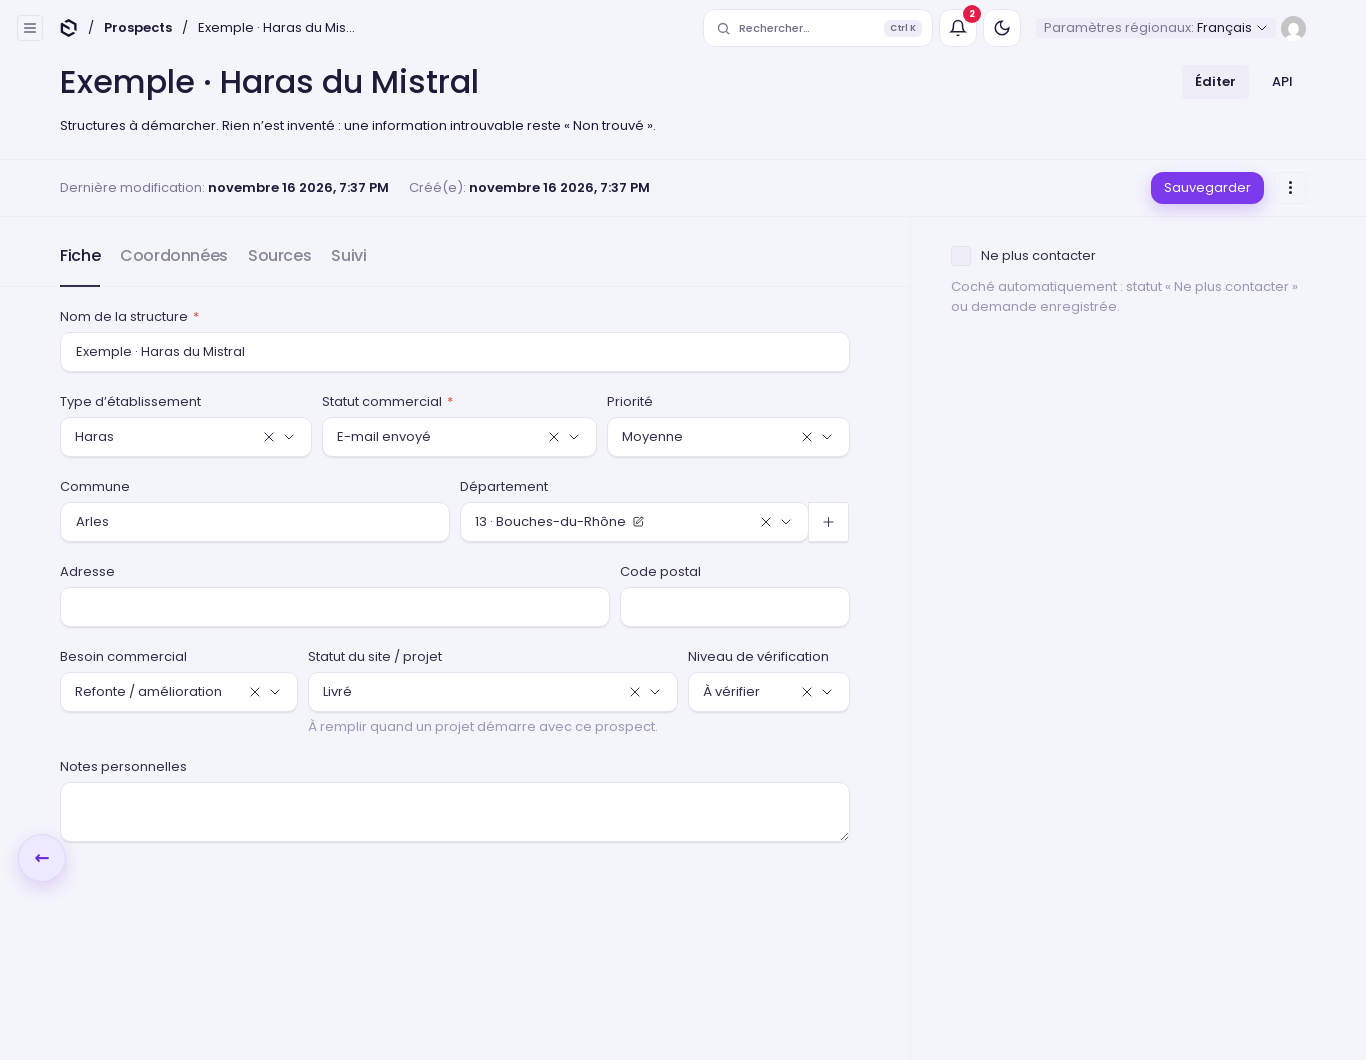 / Prospects / Exemple · Haras du Mis...
Rechercher... Ctrl K
2
Paramètres régionaux: Français
Exemple · Haras du Mistral
Éditer API
Structures à démarcher. Rien n’est inventé : une information introuvable reste « Non trouvé ».
Dernière modification: novembre 16 2026, 7:37 PM Créé(e): novembre 16 2026, 7:37 PM
Sauvegarder
Fiche Coordonnées Sources Suivi
Ne plus contacter
Coché automatiquement : statut « Ne plus contacter »
ou demande enregistrée.
Nom de la structure *
Exemple · Haras du Mistral
Type d’établissement Statut commercial * Priorité
Haras E-mail envoyé Moyenne
Commune Département
Arles 13 · Bouches-du-Rhône
Adresse Code postal
Besoin commercial Statut du site / projet Niveau de vérification
Refonte / amélioration Livré À vérifier
À remplir quand un projet démarre avec ce prospect.
Notes personnelles